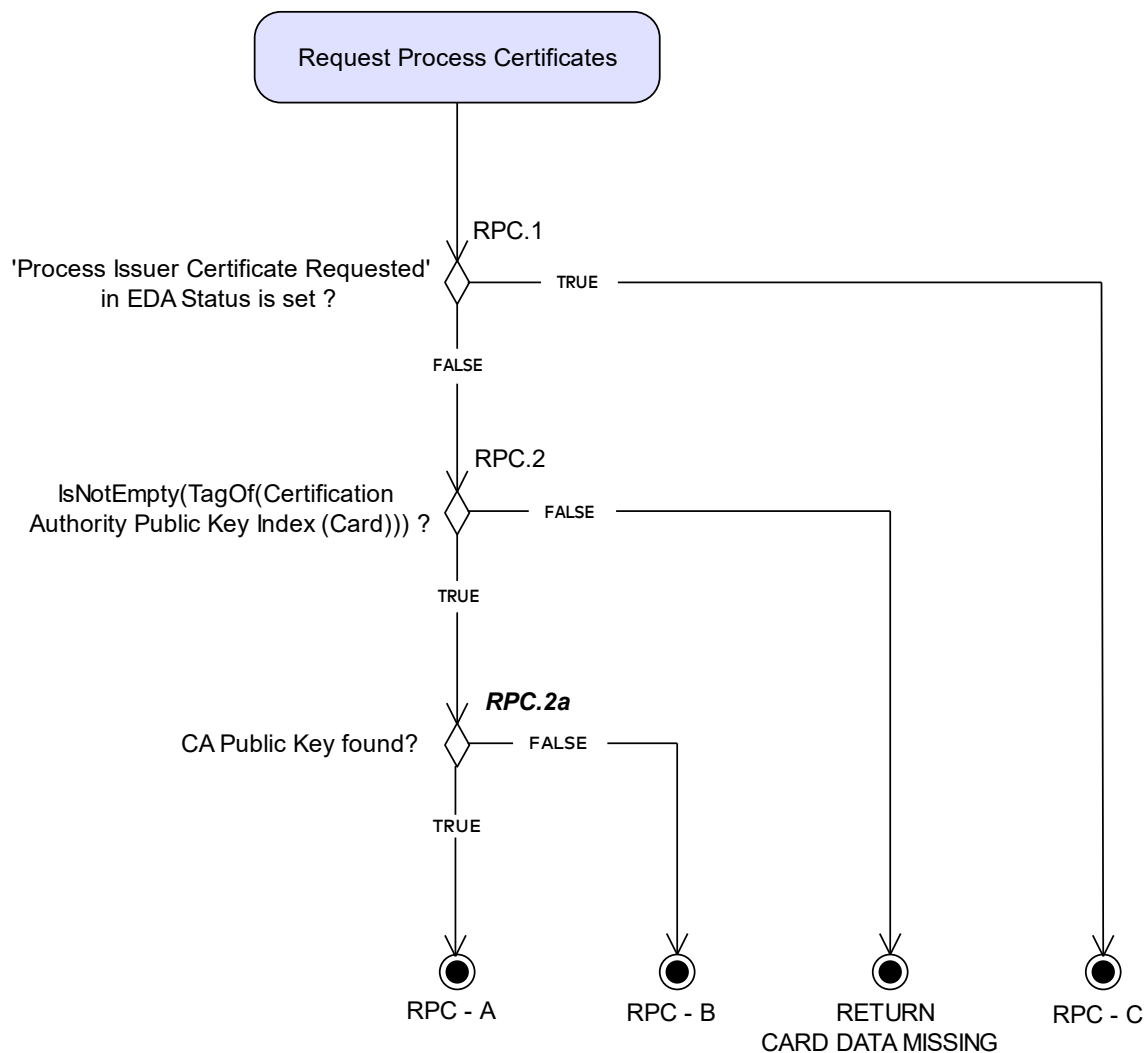 Request Process Certificates
RPC.1
'Process Issuer Certificate Requested'
in EDA Status is set ?
TRUE
FALSE
RPC.2
IsNotEmpty(TagOf(Certification
Authority Public Key Index (Card))) ?
FALSE
TRUE
RPC.2a
CA Public Key found?
FALSE
TRUE
RPC - A
RPC - B
RETURN
CARD DATA MISSING
RPC - C